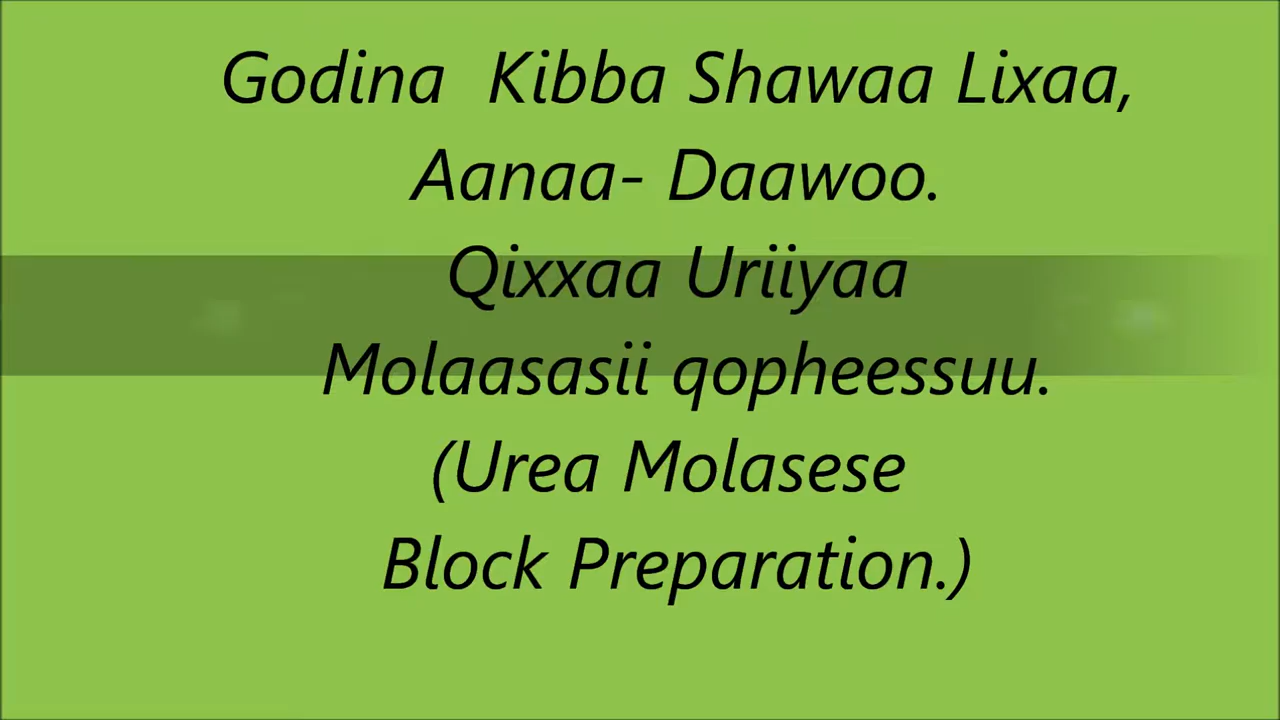 Godina Kibba Shawaa Lixaa,
Aanaa- Daawoo.
Qixxaa Uriiyaa
Molaasasii qopheessuu.
(Urea Molasese
Block Preparation.)